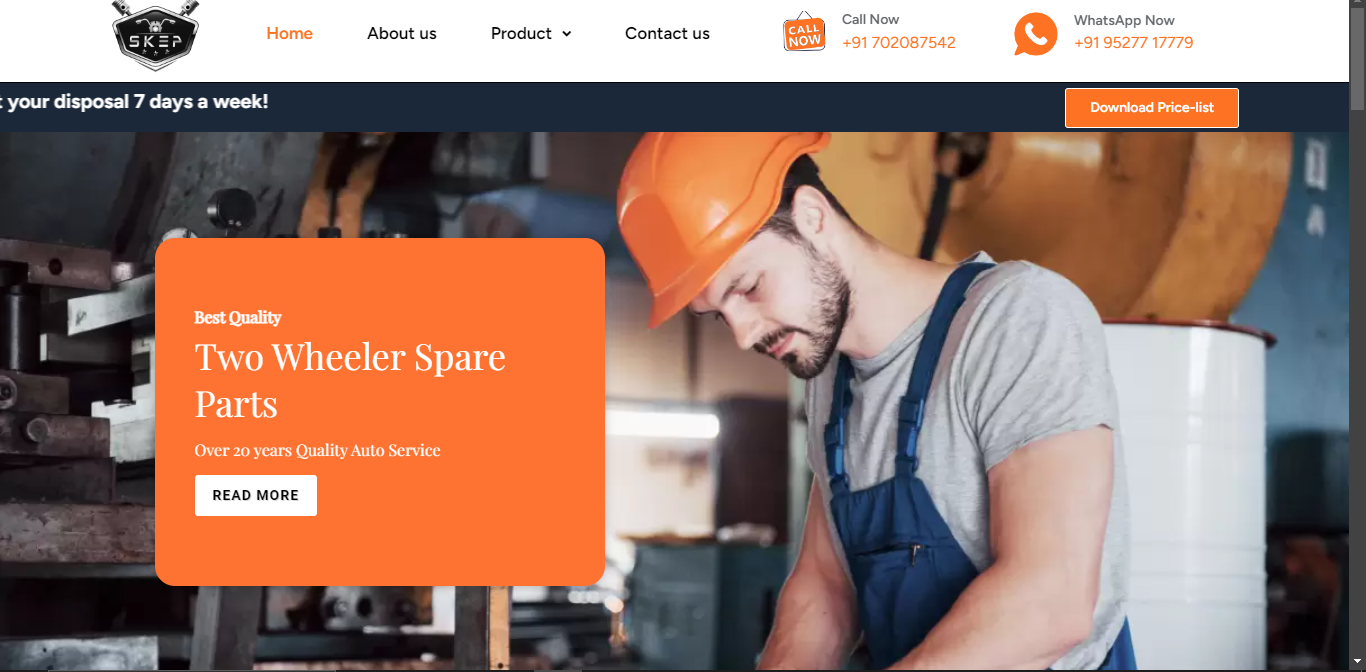 SKEP
Home
About us
Product
Contact us
CALL
NOW
Call Now
+91 702087542
WhatsApp Now
+91 95277 17779
your disposal 7 days a week!
Download Price-list
Best Quality
Two Wheeler Spare
Parts
Over 20 years Quality Auto Service
READ MORE